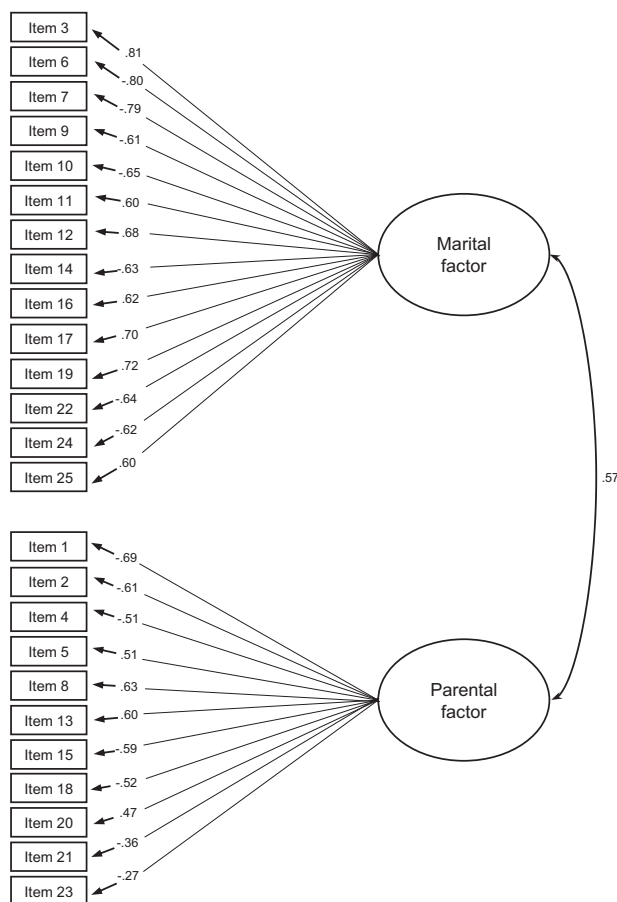 Item 3
.81
Item 6
-.80
Item 7
-.79
Item 9
-.61
Item 10
-.65
Item 11
.60
Item 12
.68
Item 14
-.63
Item 16
.62
Item 17
.70
Item 19
.72
Item 22
-.64
Item 24
-.62
Item 25
.60
Marital
factor
.57
Item 1
-.69
Item 2
-.61
Item 4
-.51
Item 5
.51
Item 8
.63
Item 13
.60
Item 15
-.59
Item 18
-.52
Item 20
.47
Item 21
-.36
Item 23
-.27
Parental
factor